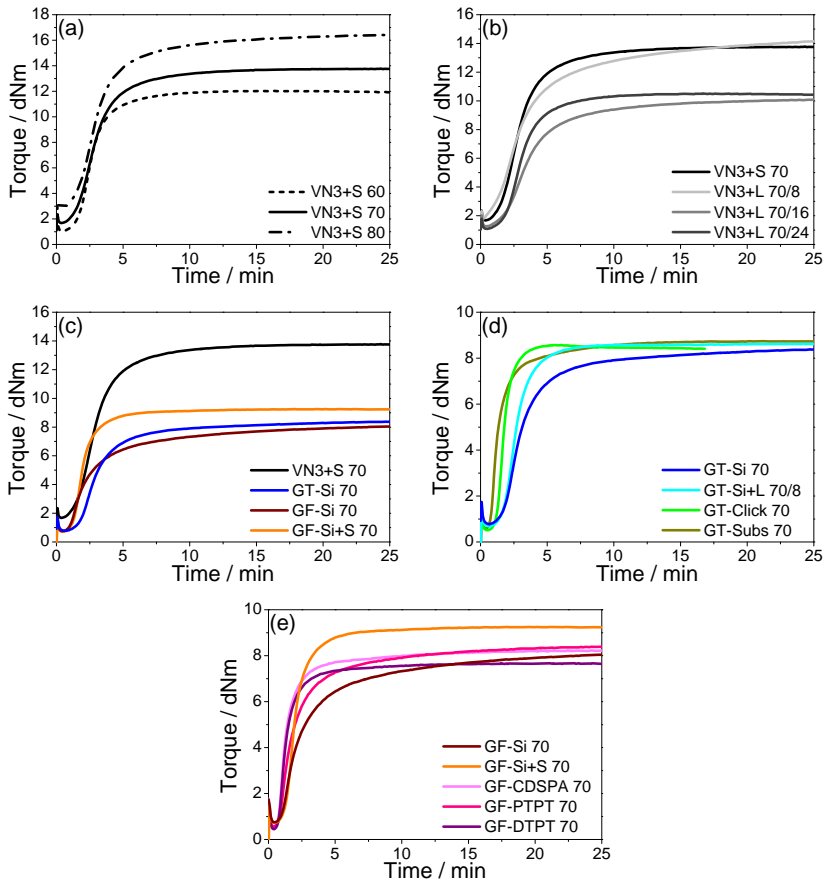 (a)
18
16
14
12
10
8
6
4
2
0
Torque / dNm
VN3+S 60
VN3+S 70
VN3+S 80
0 5 10 15 20 25
Time / min
(b)
16
14
12
10
8
6
4
2
0
Torque / dNm
VN3+S 70
VN3+L 70/8
VN3+L 70/16
VN3+L 70/24
0 5 10 15 20 25
Time / min
(c)
16
14
12
10
8
6
4
2
0
Torque / dNm
VN3+S 70
GT-Si 70
GF-Si 70
GF-Si+S 70
0 5 10 15 20 25
Time / min
(d)
10
8
6
4
2
0
Torque / dNm
GT-Si 70
GT-Si+L 70/8
GT-Click 70
GT-Subs 70
0 5 10 15 20 25
Time / min
(e)
10
8
6
4
2
0
Torque / dNm
GF-Si 70
GF-Si+S 70
GF-CDSPA 70
GF-PTPT 70
GF-DTPT 70
0 5 10 15 20 25
Time / min